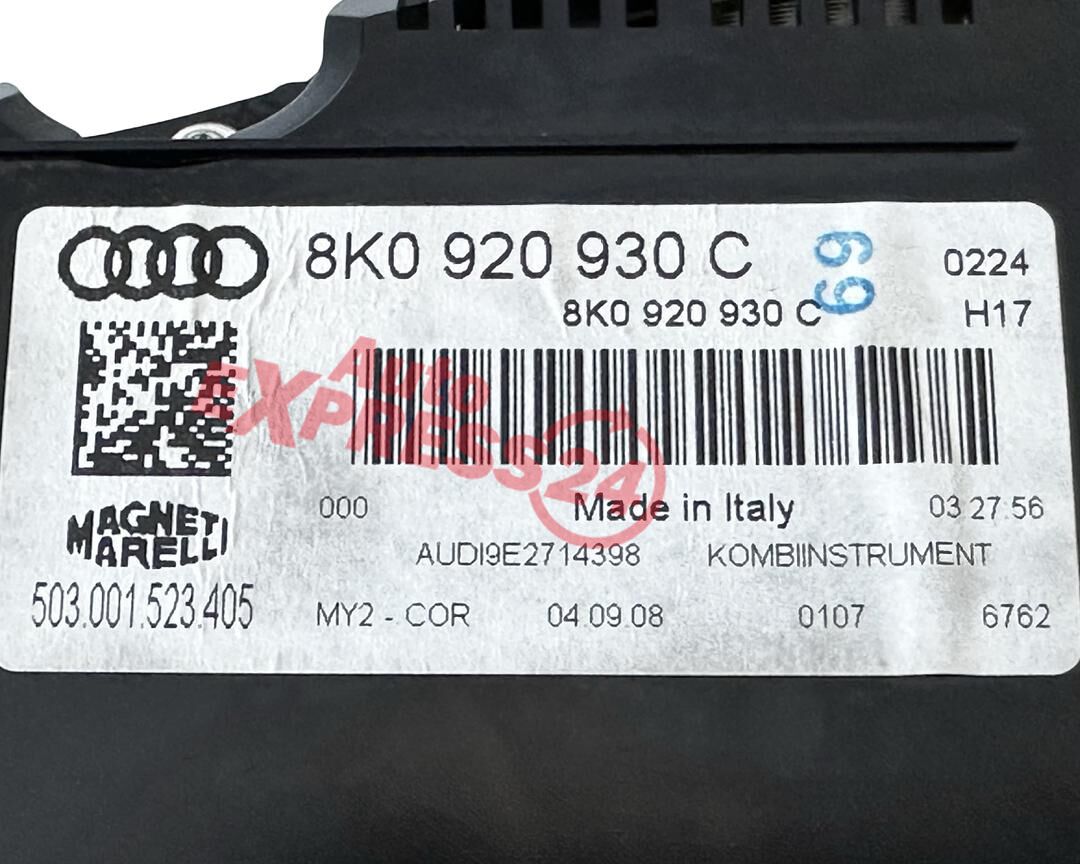 8K0 920 930 C
69
0224
8K0 920 930 C
H17
Auto
EXPRESS24
000
Made in Italy
03 27 56
MAGNETI
MARELLI
AUDI9E2714398
KOMBIINSTRUMENT
503.001.523.405
MY2 - COR
04.09.08
0107
6762